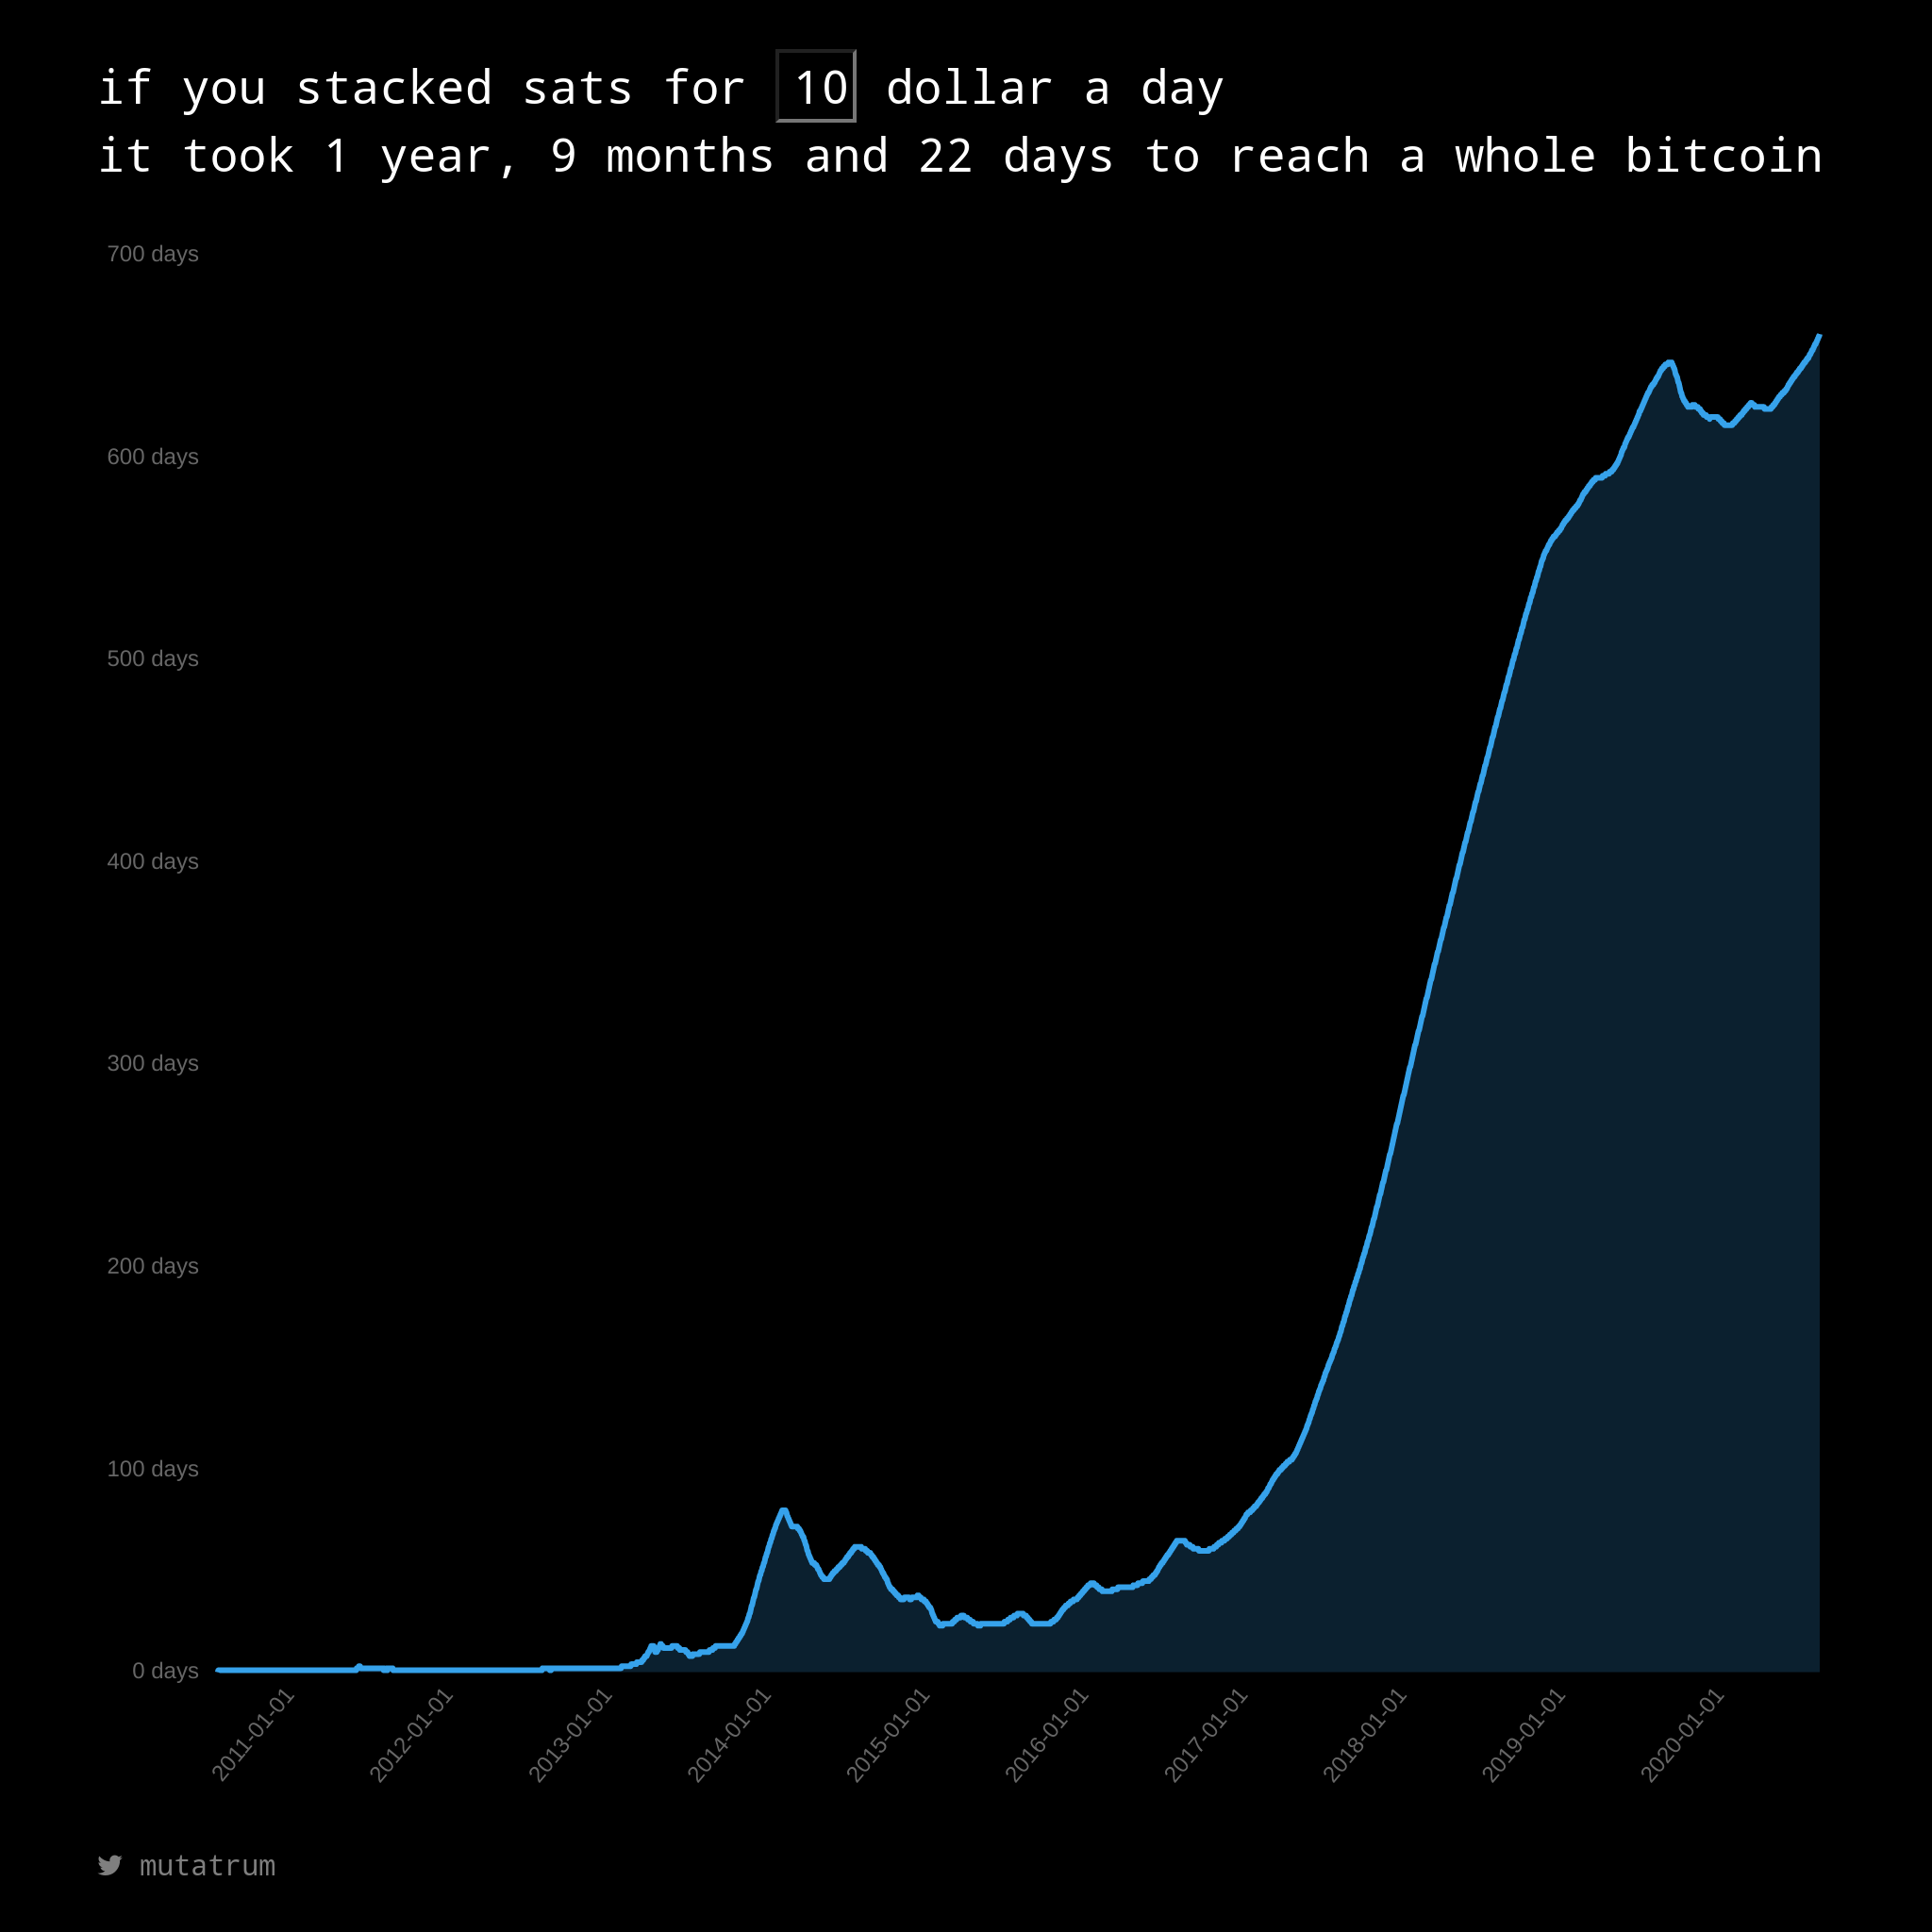 if you stacked sats for 10 dollar a day
it took 1 year, 9 months and 22 days to reach a whole bitcoin
700 days
600 days
500 days
400 days
300 days
200 days
100 days
0 days
2011-01-01
2012-01-01
2013-01-01
2014-01-01
2015-01-01
2016-01-01
2017-01-01
2018-01-01
2019-01-01
2020-01-01
mutatrum